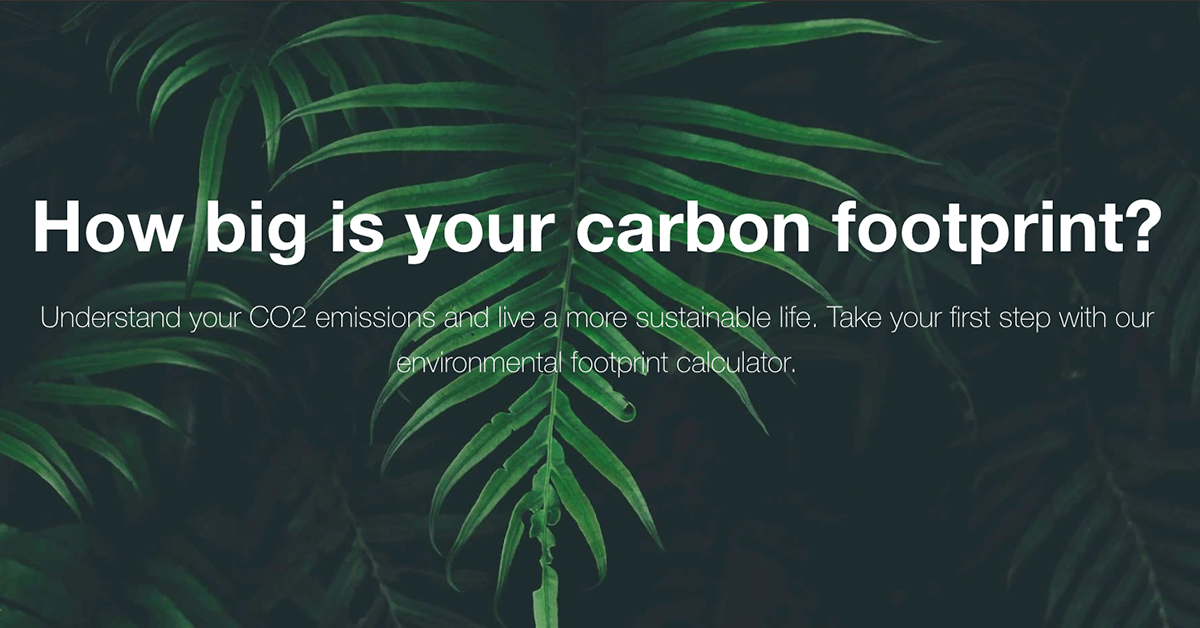 How big is your carbon footprint?
Understand your CO2 emissions and live a more sustainable life. Take your first step with our
environmental footprint calculator.